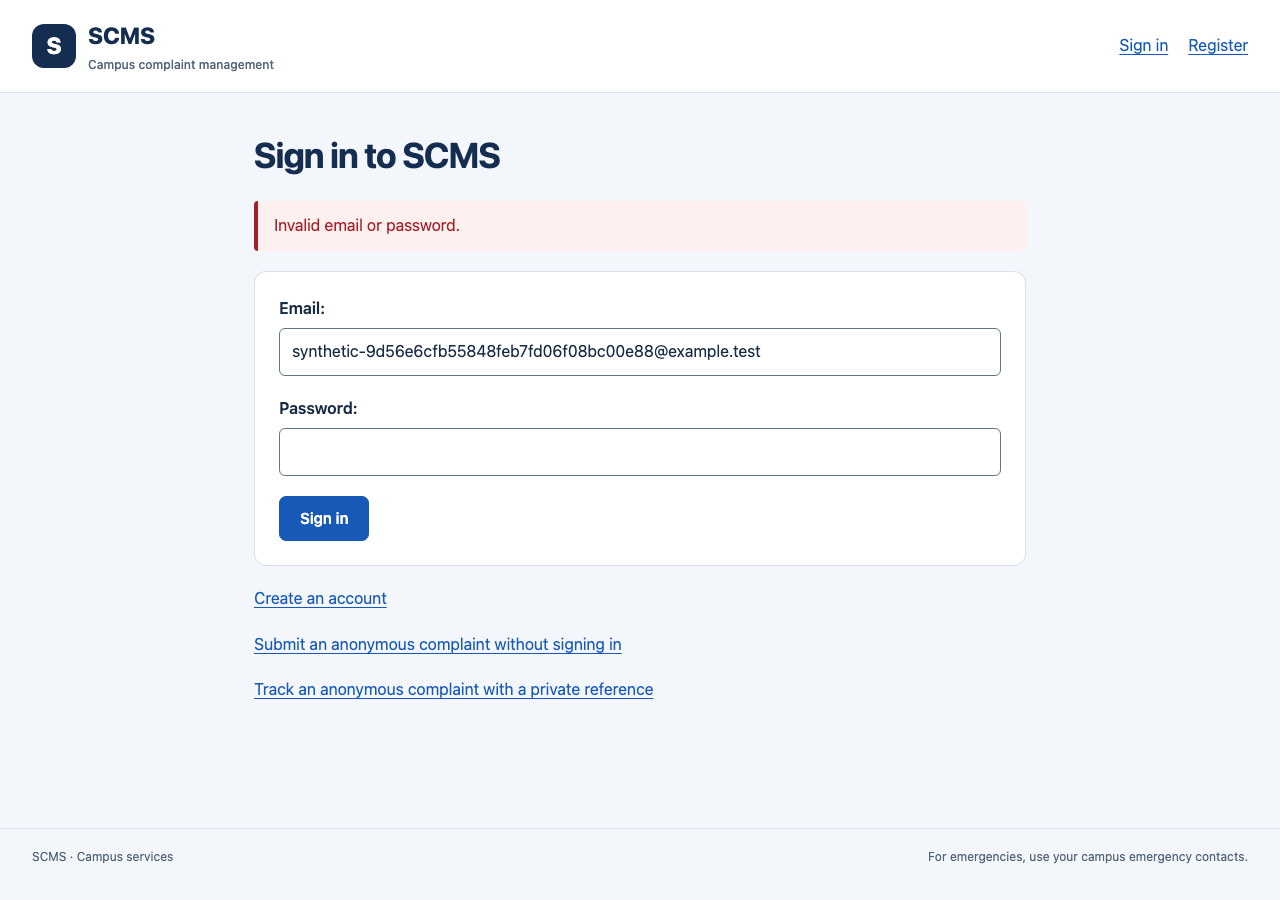 S
SCMS
Campus complaint management
Sign in
Register
Sign in to SCMS
Invalid email or password.
Email:
synthetic-9d56e6cfb55848feb7fd06f08bc00e88@example.test
Password:
Sign in
Create an account
Submit an anonymous complaint without signing in
Track an anonymous complaint with a private reference
SCMS · Campus services
For emergencies, use your campus emergency contacts.